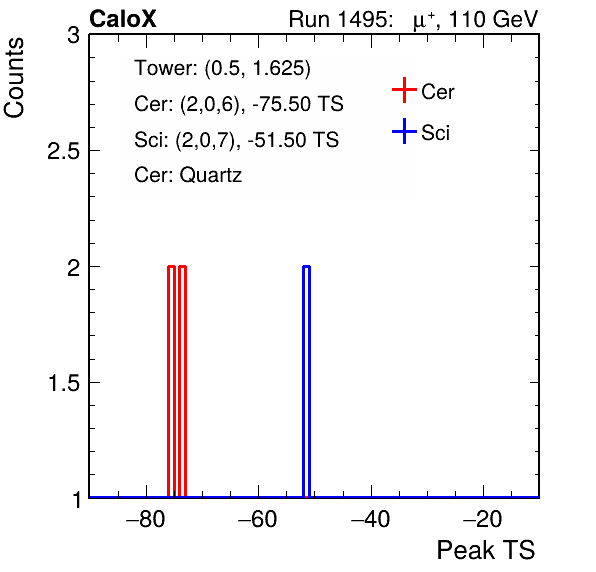 CaloX Run 1495: μ⁺, 110 GeV
Counts
3
2.5
2
1.5
1
Tower: (0.5, 1.625)
Cer: (2,0,6), -75.50 TS
Sci: (2,0,7), -51.50 TS
Cer: Quartz
Cer
Sci
−80 −60 −40 −20
Peak TS